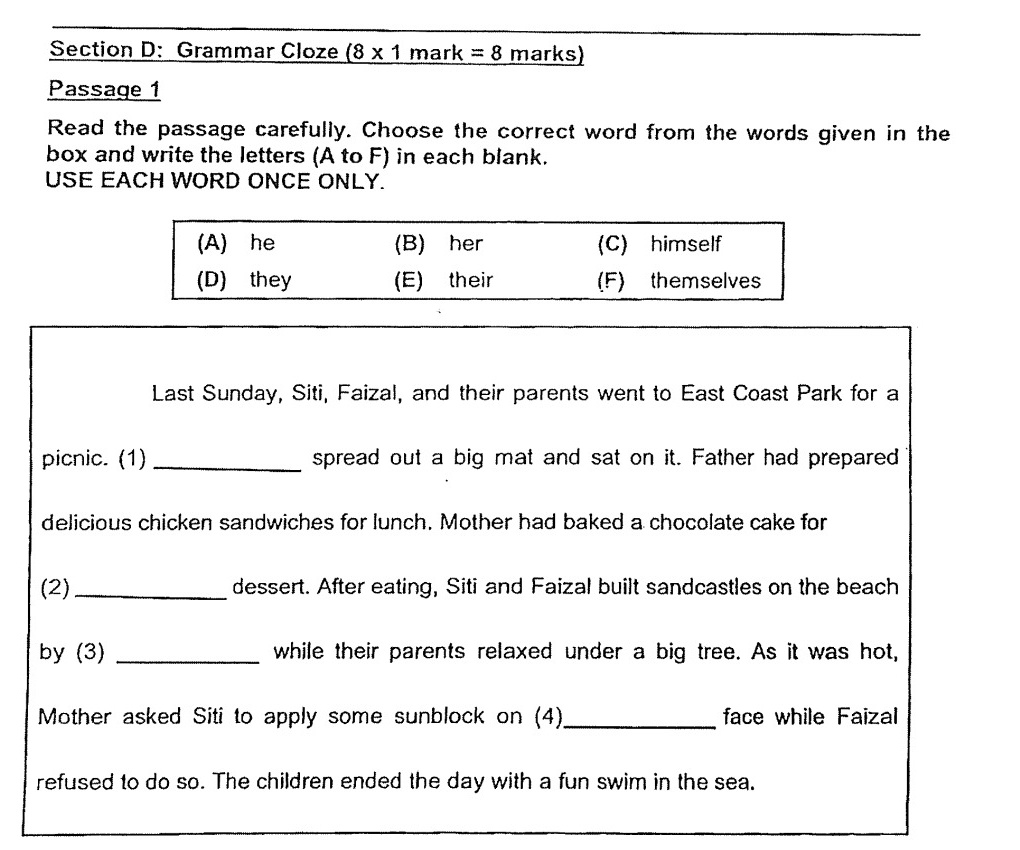 Section D: Grammar Cloze (8 x 1 mark = 8 marks)
Passage 1
Read the passage carefully. Choose the correct word from the words given in the
box and write the letters (A to F) in each blank.
USE EACH WORD ONCE ONLY.
(A) he (B) her (C) himself
(D) they (E) their (F) themselves
Last Sunday, Siti, Faizal, and their parents went to East Coast Park for a
picnic. (1) ____________ spread out a big mat and sat on it. Father had prepared
delicious chicken sandwiches for lunch. Mother had baked a chocolate cake for
(2) ____________ dessert. After eating, Siti and Faizal built sandcastles on the beach
by (3) ____________ while their parents relaxed under a big tree. As it was hot,
Mother asked Siti to apply some sunblock on (4)____________ face while Faizal
refused to do so. The children ended the day with a fun swim in the sea.